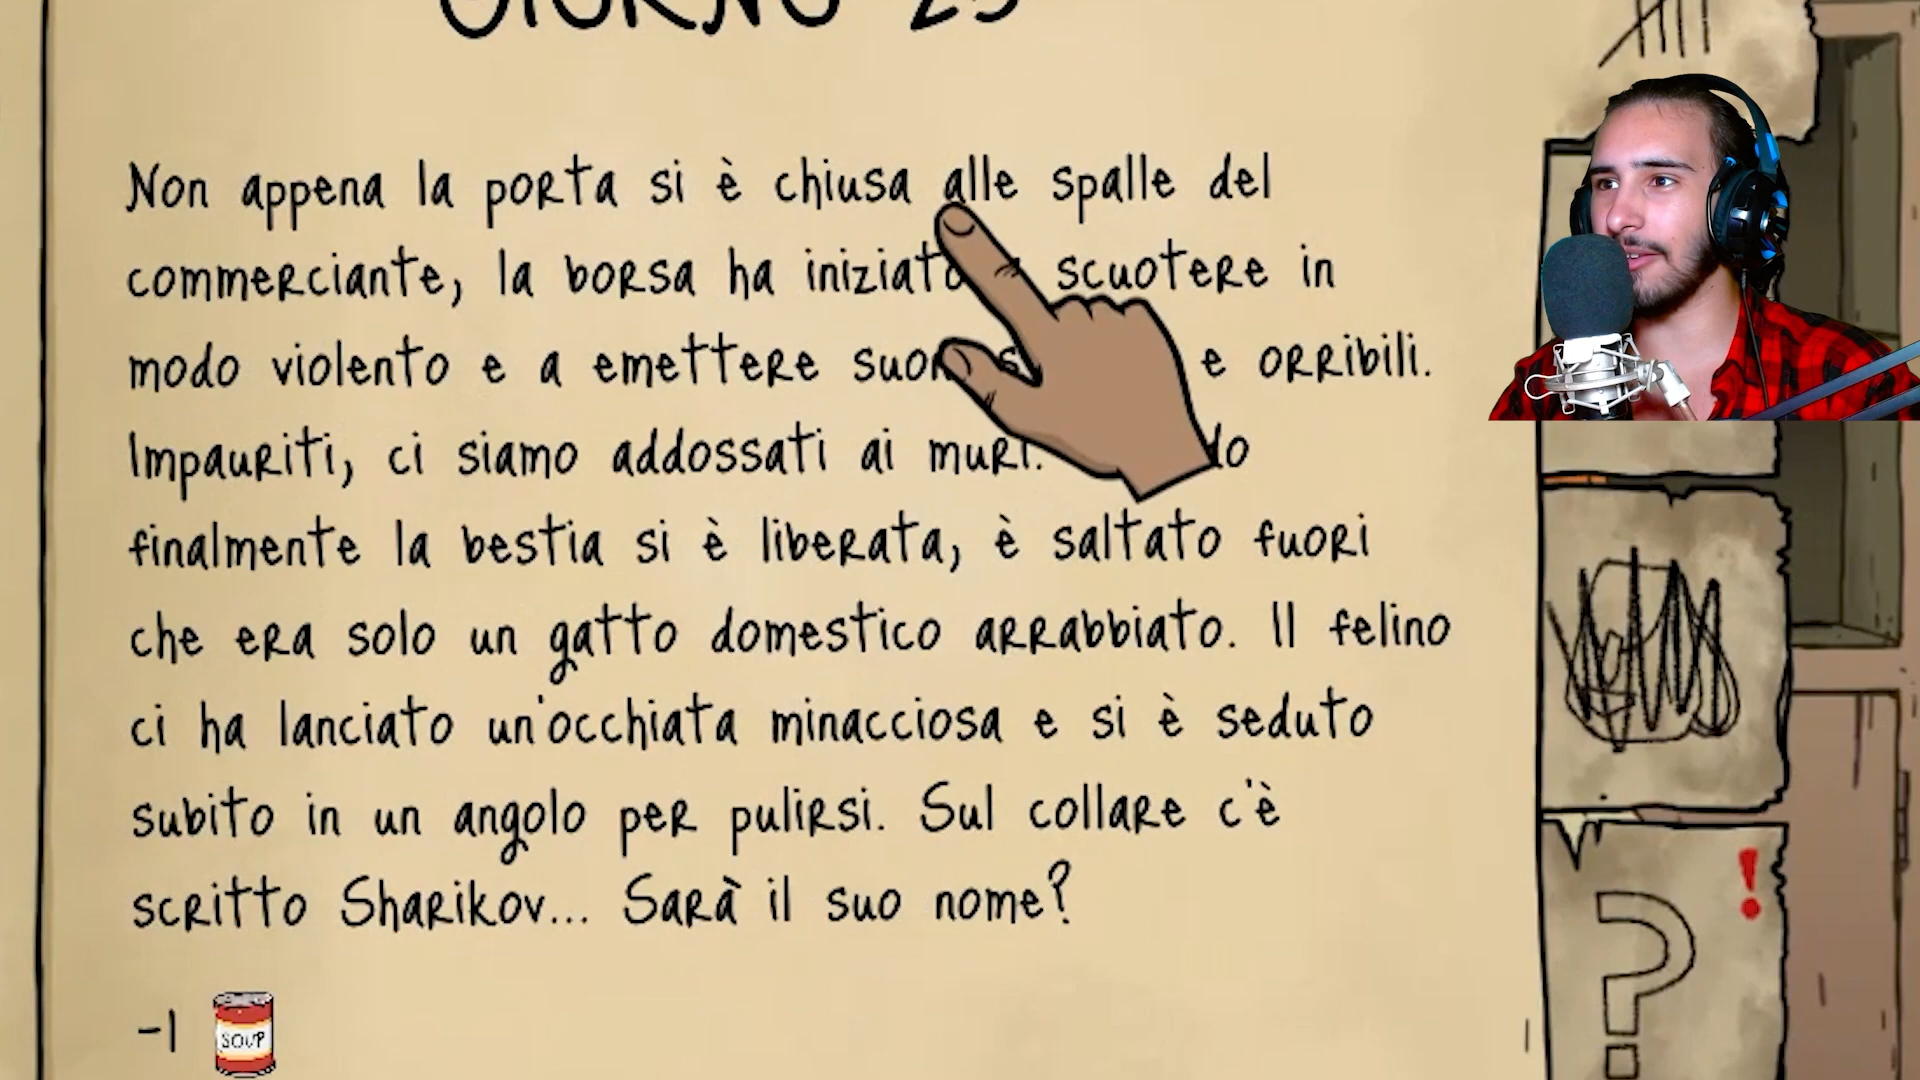 GIORNO 25
Non appena la porta si è chiusa alle spalle del
commerciante, la borsa ha iniziato scuotere in
modo violento e a emettere e orribili.
Impauriti, ci siamo addossati ai muri.
finalmente la bestia si è liberata, è saltato fuori
che era solo un gatto domestico arrabbiato. Il felino
ci ha lanciato un'occhiata minacciosa e si è seduto
subito in un angolo per pulirsi. Sul collare c'è
scritto Sharikov... Sarà il suo nome?
-1
SOUP
!
?